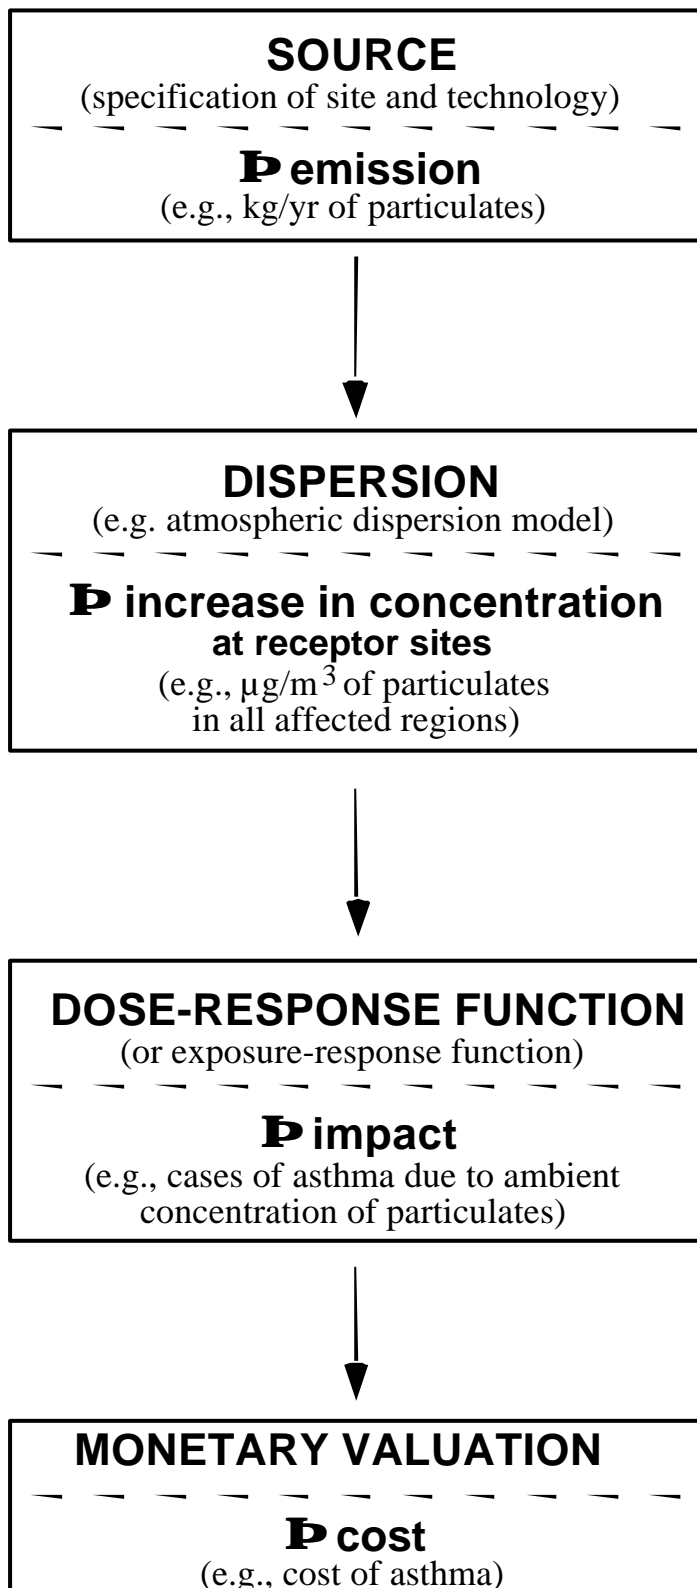 SOURCE
(specification of site and technology)
Þ emission
(e.g., kg/yr of particulates)
DISPERSION
(e.g. atmospheric dispersion model)
Þ increase in concentration
at receptor sites
(e.g., µg/m³ of particulates
in all affected regions)
DOSE-RESPONSE FUNCTION
(or exposure-response function)
Þ impact
(e.g., cases of asthma due to ambient
concentration of particulates)
MONETARY VALUATION
Þ cost
(e.g., cost of asthma)